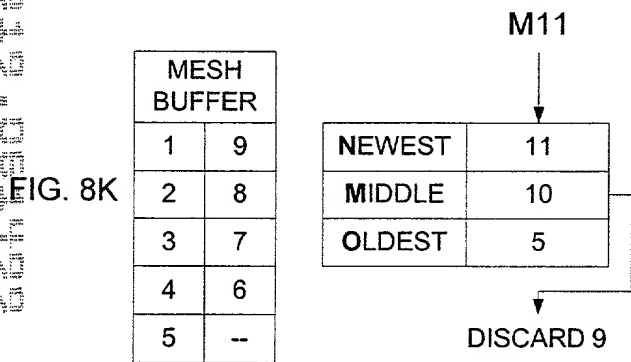 M11
MESH
BUFFER
1 9
2 8
3 7
4 6
5 --
FIG. 8K
NEWEST 11
MIDDLE 10
OLDEST 5
DISCARD 9